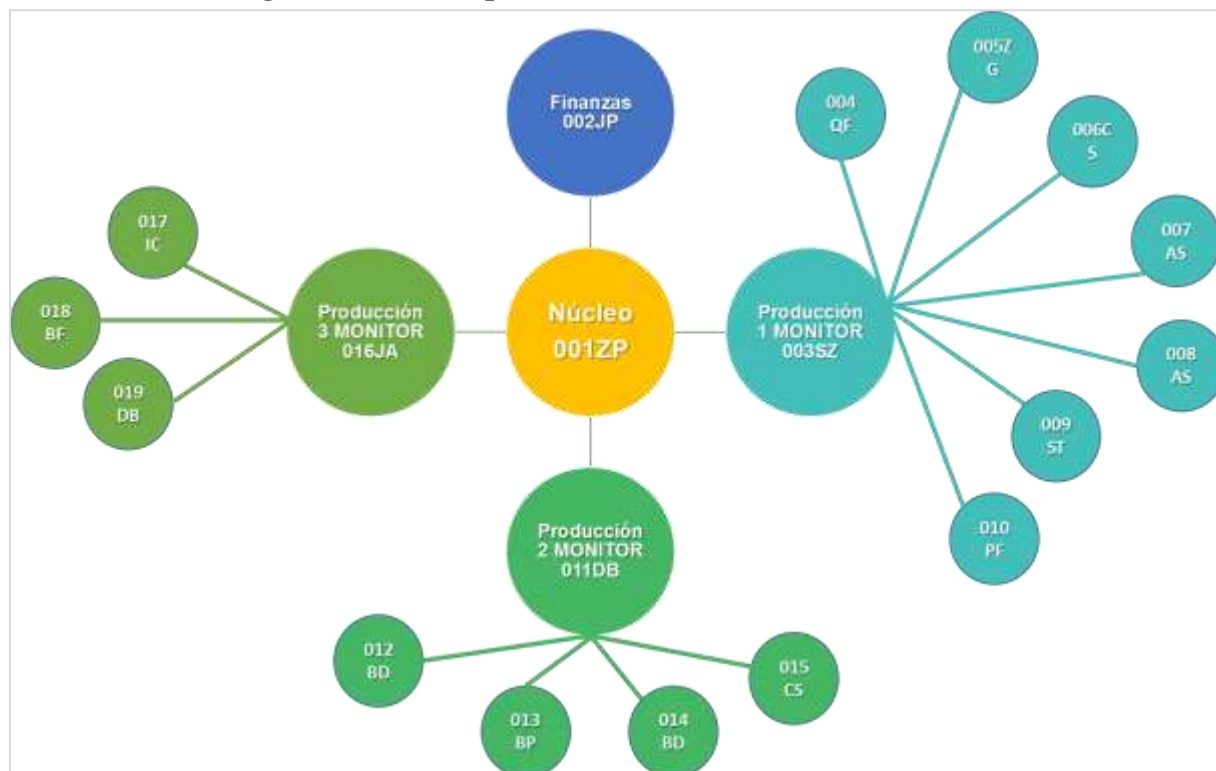 Finanzas
002JP
005Z
G
004
QF
006C
S
007
AS
008
AS
009
ST
010
PF
Producción
1 MONITOR
003SZ
Núcleo
001ZP
Producción
3 MONITOR
016JA
017
IC
018
BF
019
DB
Producción
2 MONITOR
011DB
012
BD
013
BP
014
BD
015
CS